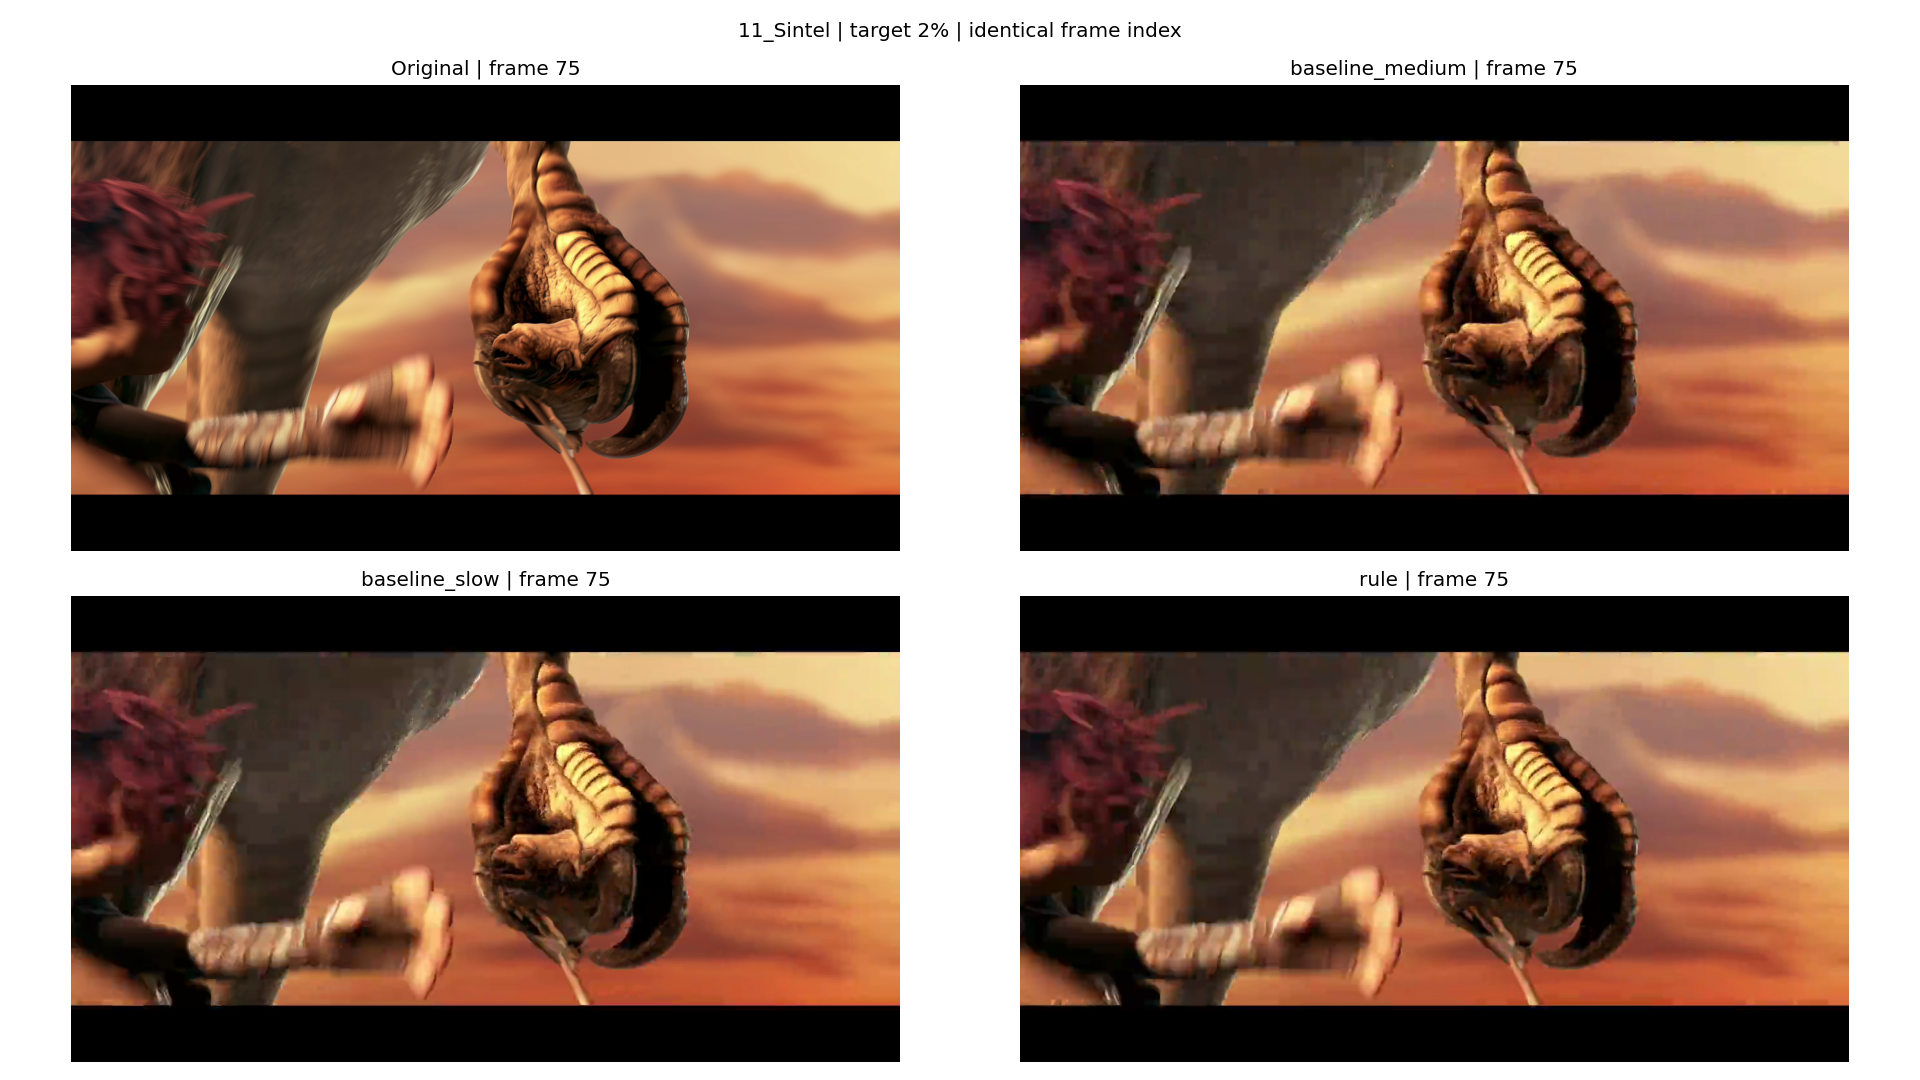 11_Sintel | target 2% | identical frame index
Original | frame 75
baseline_medium | frame 75
baseline_slow | frame 75
rule | frame 75